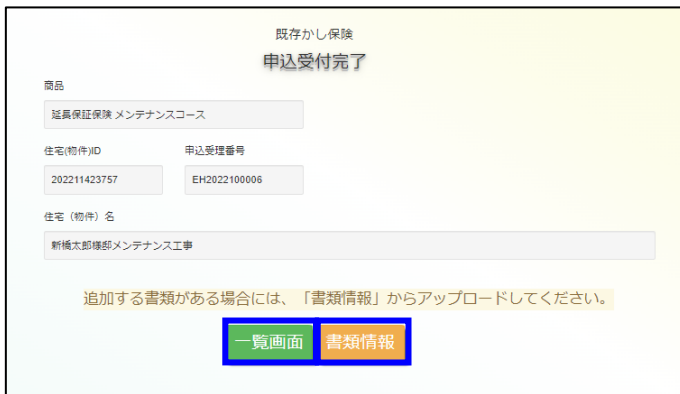 既存かし保険
申込受付完了
商品
延長保証保険 メンテナンスコース
住宅(物件)ID 申込受理番号
202211423757 EH2022100006
住宅（物件）名
新橋太郎様邸メンテナンス工事
追加する書類がある場合には、「書類情報」からアップロードしてください。
一覧画面 書類情報